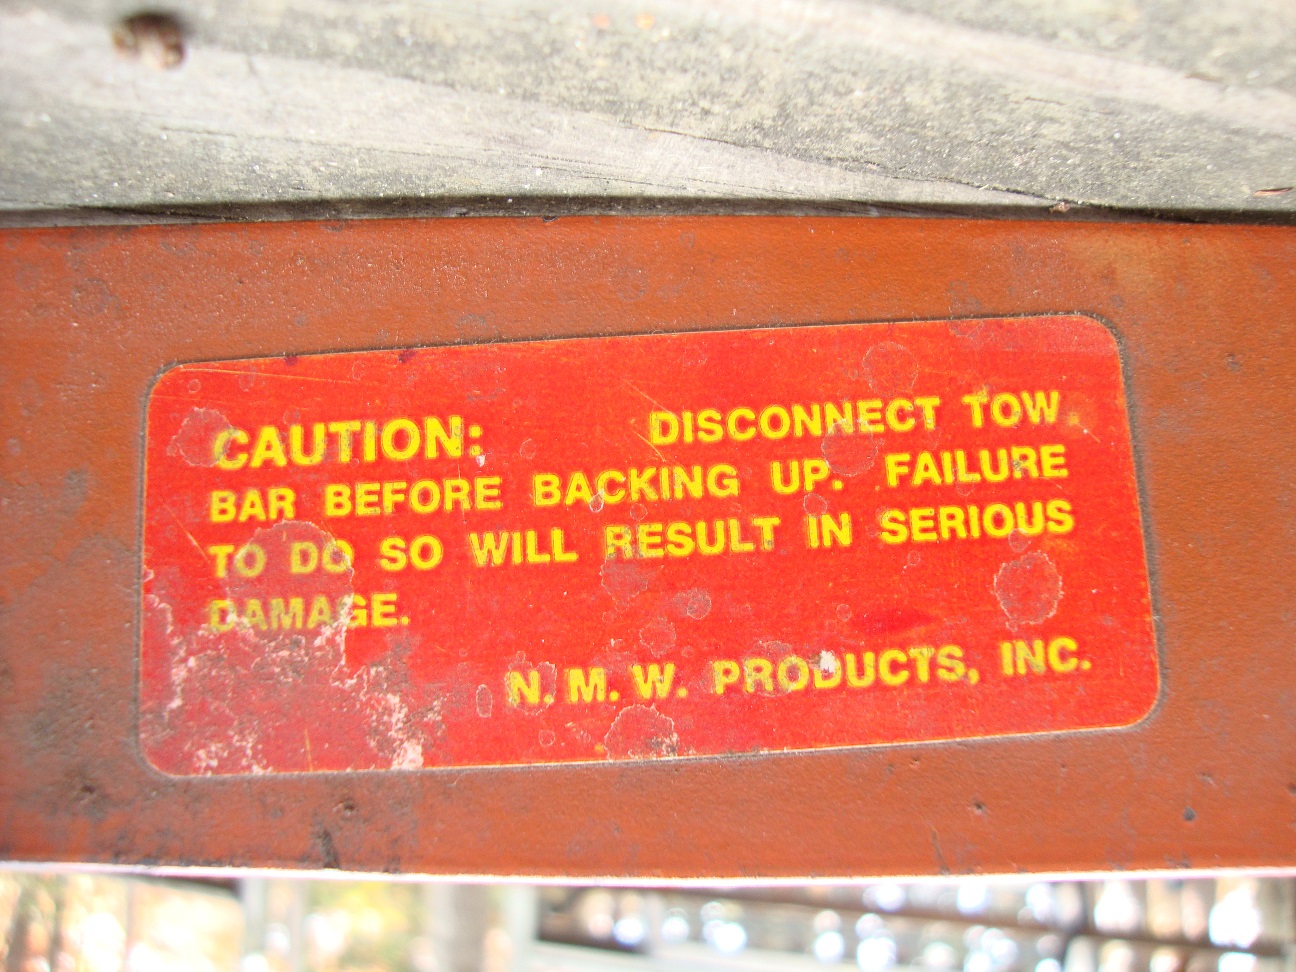 CAUTION: DISCONNECT TOW
BAR BEFORE BACKING UP. FAILURE
TO DO SO WILL RESULT IN SERIOUS
DAMAGE.
N. M. W. PRODUCTS, INC.